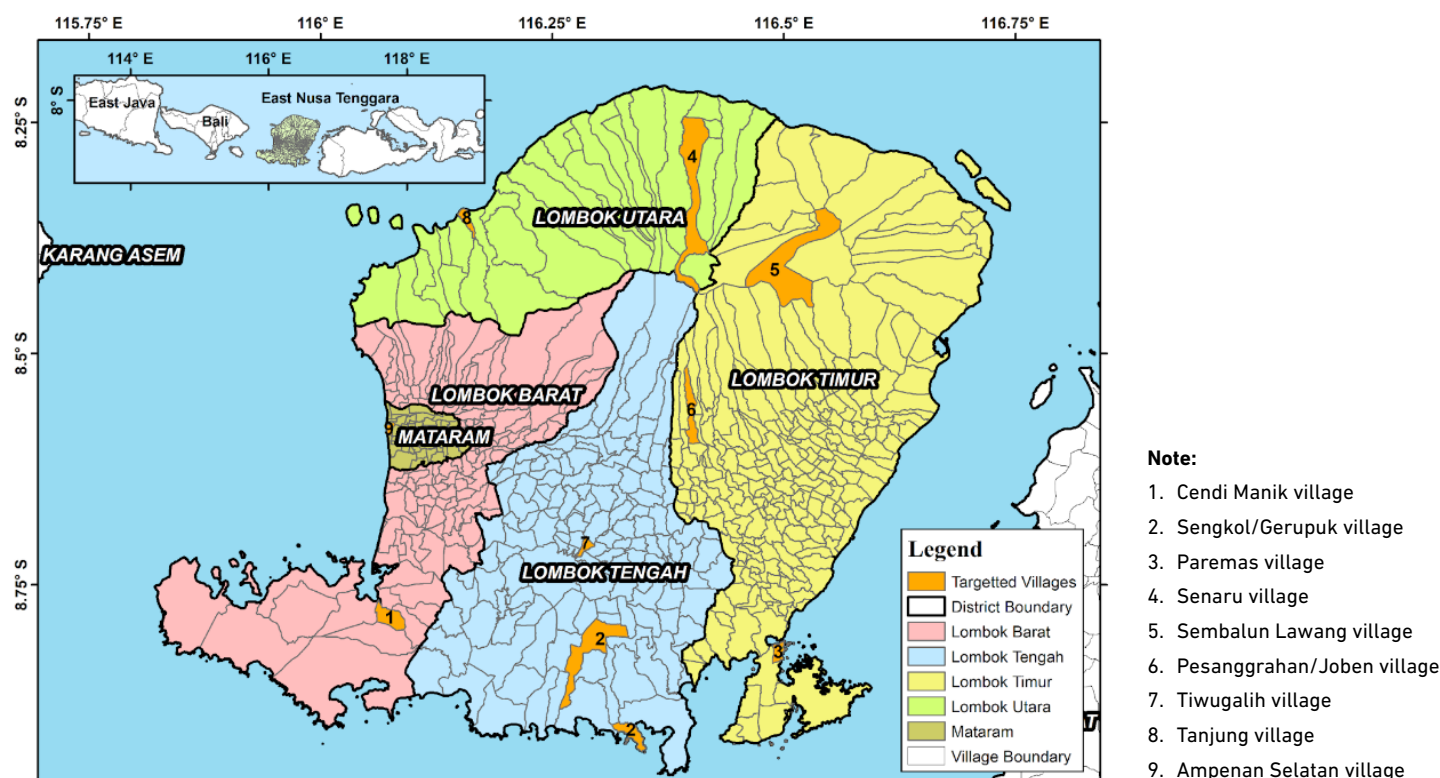 115.75° E 116° E 116.25° E 116.5° E 116.75° E
114° E 116° E 118° E
8° S
East Java
Bali
East Nusa Tenggara
8.25° S
8.5° S
8.75° S
KARANG ASEM
LOMBOK UTARA
LOMBOK BARAT
MATARAM
LOMBOK TIMUR
LOMBOK TENGAH
4
8
5
6
9
7
1
2
3
2
Legend
Targetted Villages
District Boundary
Lombok Barat
Lombok Tengah
Lombok Timur
Lombok Utara
Mataram
Village Boundary
Note:
1. Cendi Manik village
2. Sengkol/Gerupuk village
3. Paremas village
4. Senaru village
5. Sembalun Lawang village
6. Pesanggrahan/Joben village
7. Tiwugalih village
8. Tanjung village
9. Ampenan Selatan village